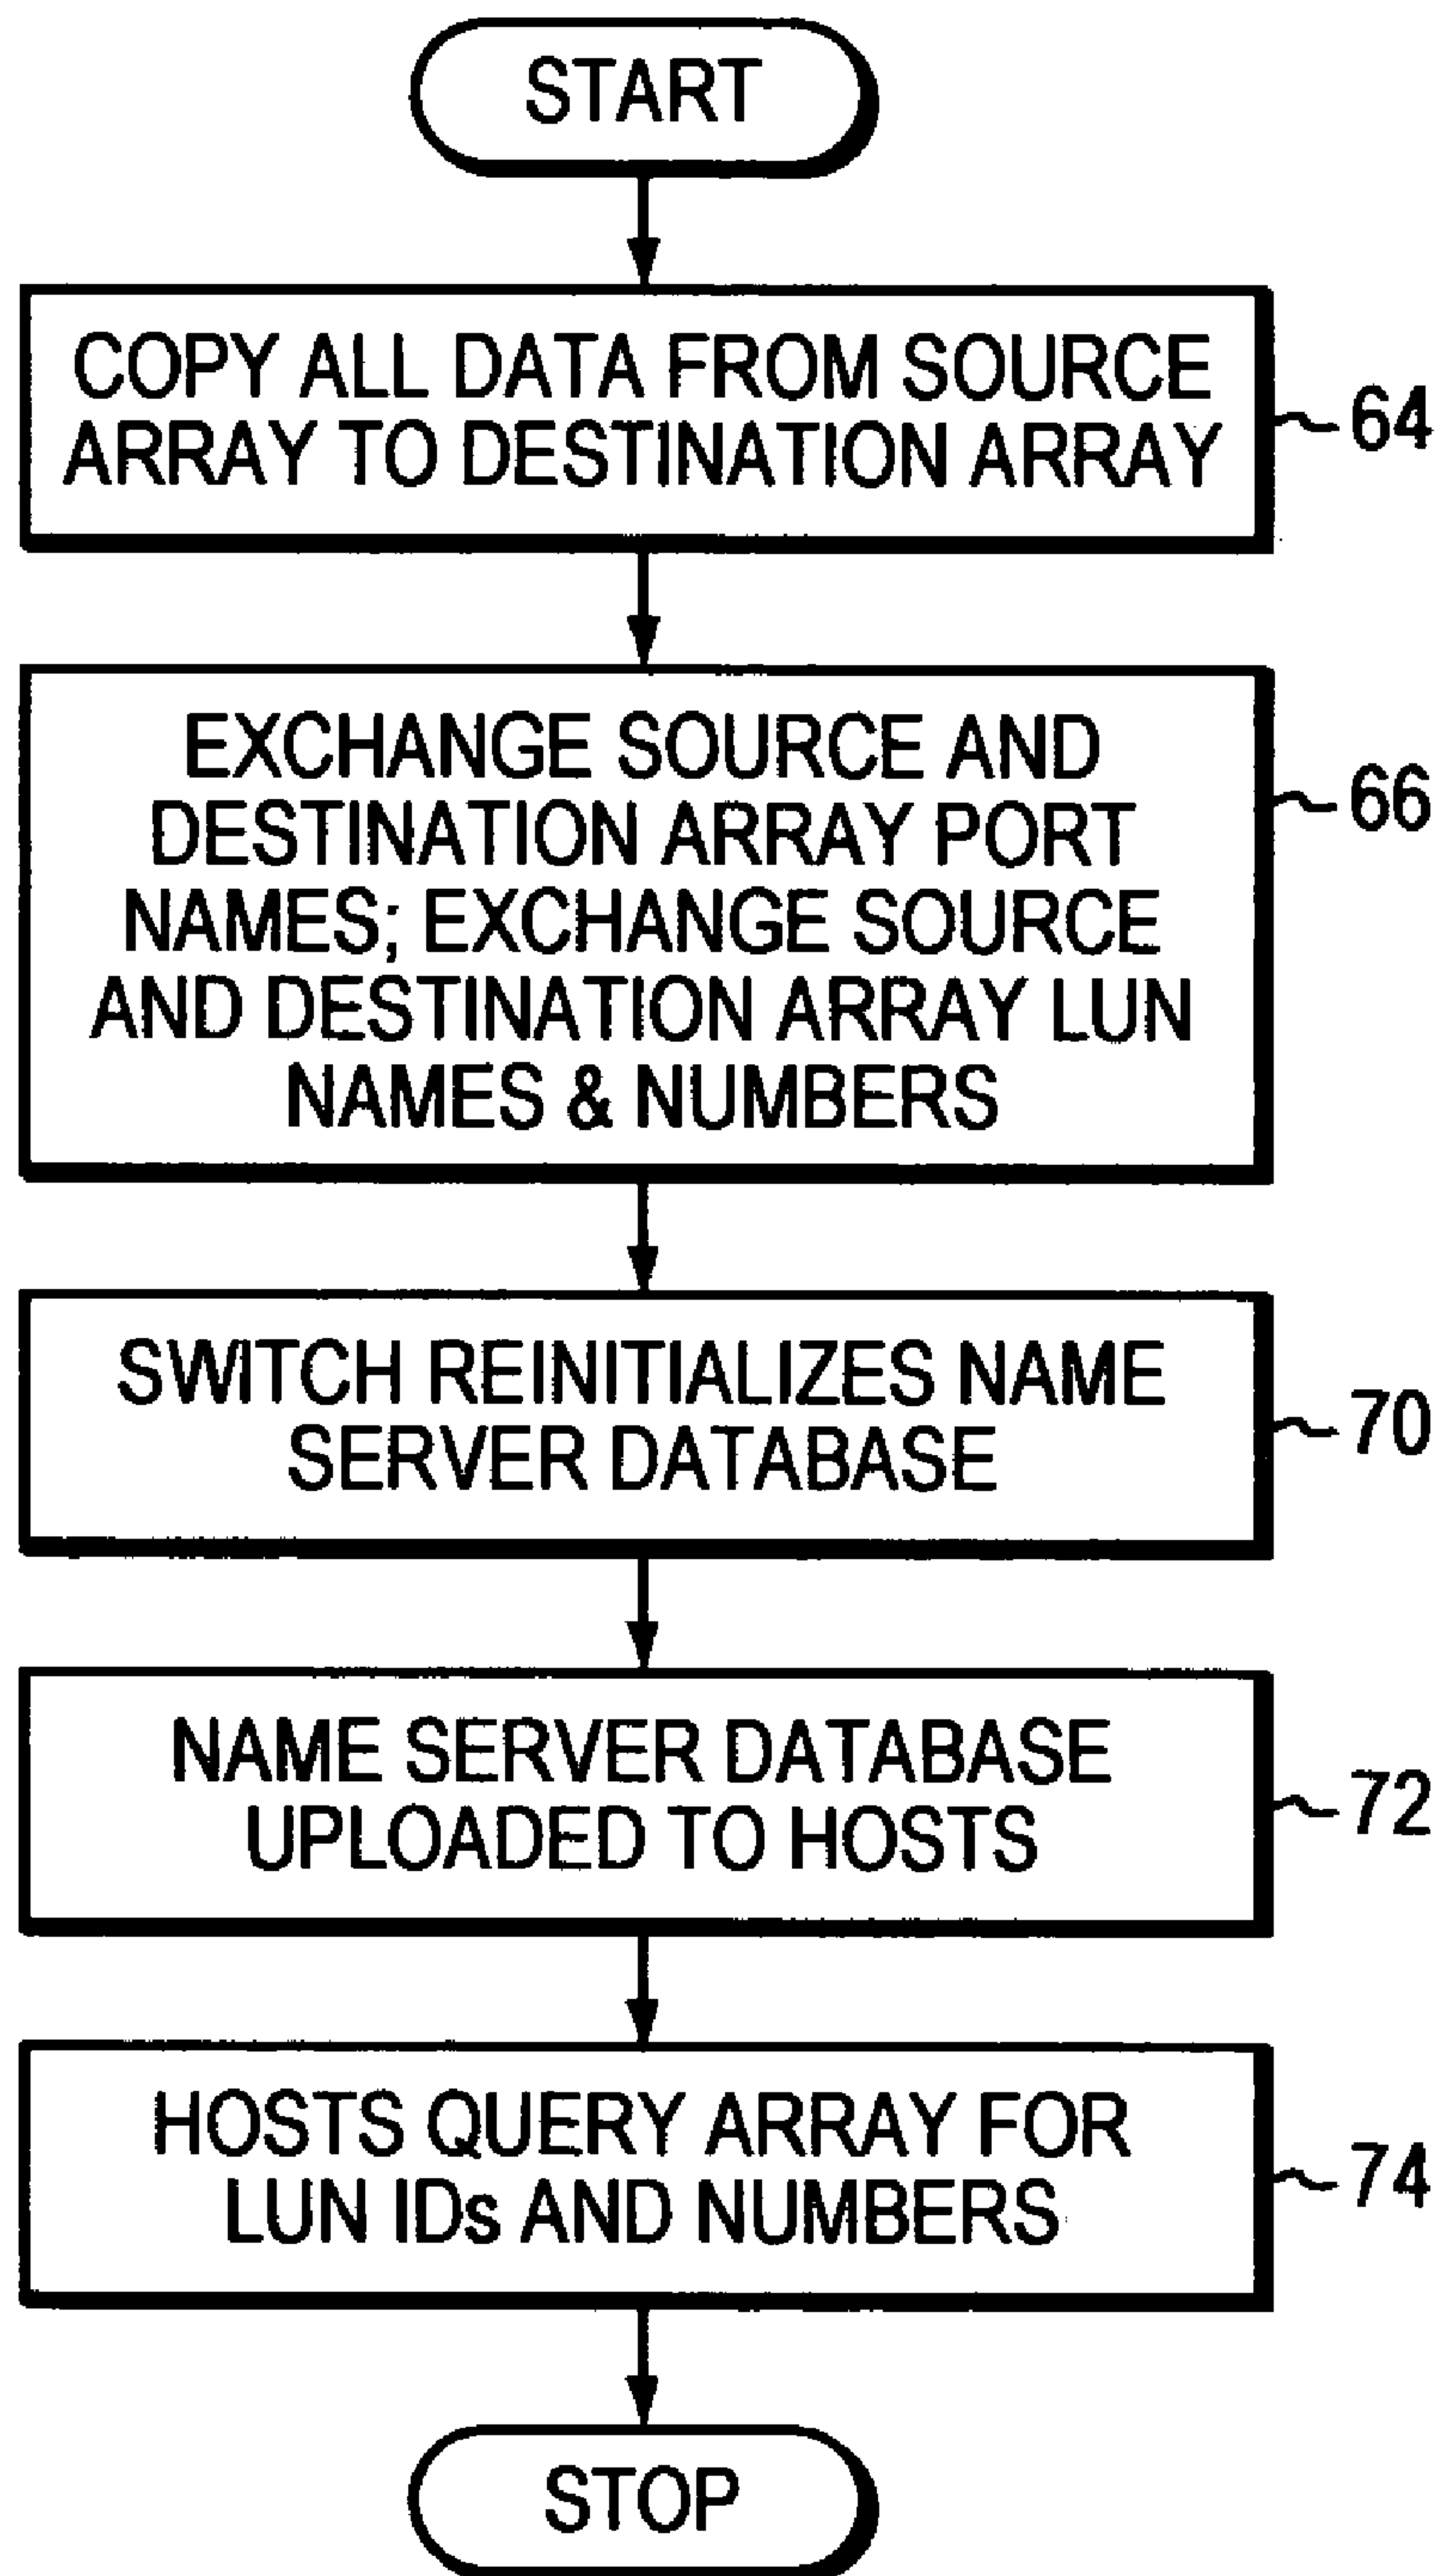 START
COPY ALL DATA FROM SOURCE
ARRAY TO DESTINATION ARRAY
64
EXCHANGE SOURCE AND
DESTINATION ARRAY PORT
NAMES; EXCHANGE SOURCE
AND DESTINATION ARRAY LUN
NAMES & NUMBERS
66
SWITCH REINITIALIZES NAME
SERVER DATABASE
70
NAME SERVER DATABASE
UPLOADED TO HOSTS
72
HOSTS QUERY ARRAY FOR
LUN IDs AND NUMBERS
74
STOP